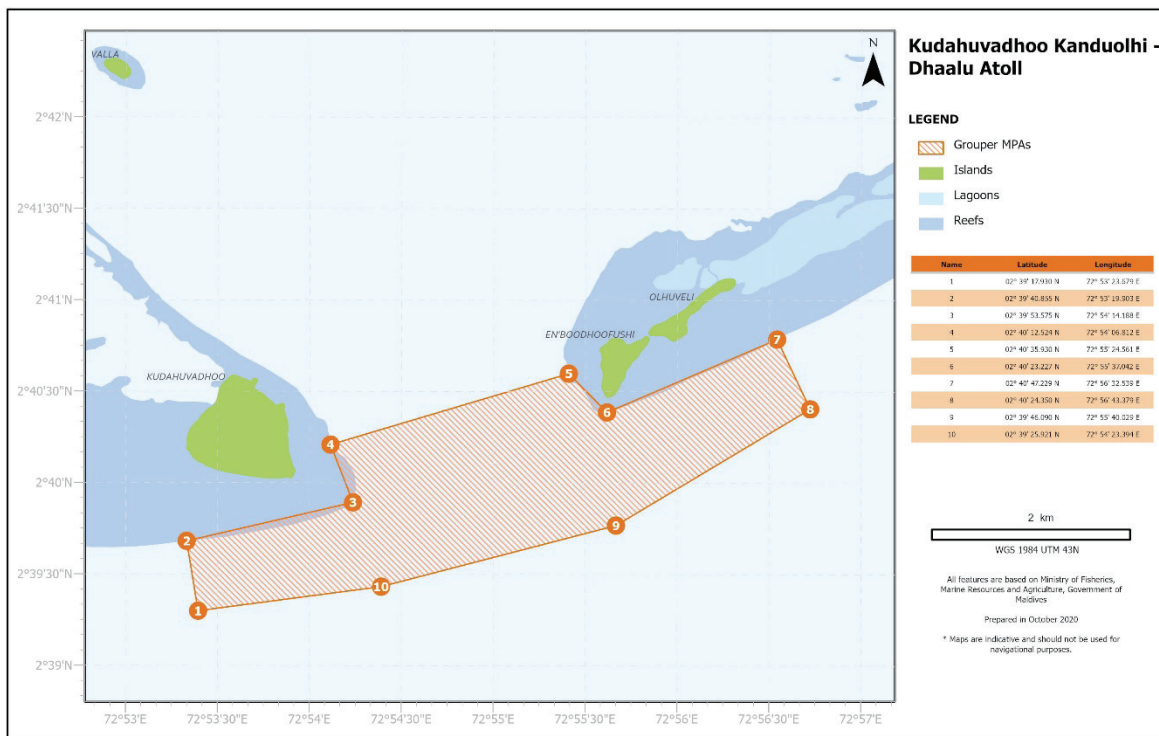 Kudahuvadhoo Kanduolhi -
Dhaalu Atoll
LEGEND
Grouper MPAs
Islands
Lagoons
Reefs
Name Latitude Longitude
1 02° 39' 17.930 N 72° 53' 23.679 E
2 02° 39' 40.835 N 72° 53' 19.903 E
3 02° 39' 53.575 N 72° 54' 14.188 E
4 02° 40' 12.524 N 72° 54' 06.812 E
5 02° 40' 35.930 N 72° 55' 24.561 E
6 02° 40' 23.227 N 72° 55' 37.042 E
7 02° 40' 47.229 N 72° 56' 32.539 E
8 02° 40' 24.350 N 72° 56' 43.379 E
9 02° 39' 46.090 N 72° 55' 40.029 E
10 02° 39' 25.921 N 72° 54' 23.394 E
2 km
WGS 1984 UTM 43N
All features are based on Ministry of Fisheries,
Marine Resources and Agriculture, Government of
Maldives
Prepared in October 2020
* Maps are indicative and should not be used for
navigational purposes.
N
VALLA
KUDAHUVADHOO
EN'BOODHOOFUSHI
OLHUVELI
1
2
3
4
5
6
7
8
9
10
2°42'N
2°41'30"N
2°41'N
2°40'30"N
2°40'N
2°39'30"N
2°39'N
72°53'E 72°53'30"E 72°54'E 72°54'30"E 72°55'E 72°55'30"E 72°56'E 72°56'30"E 72°57'E